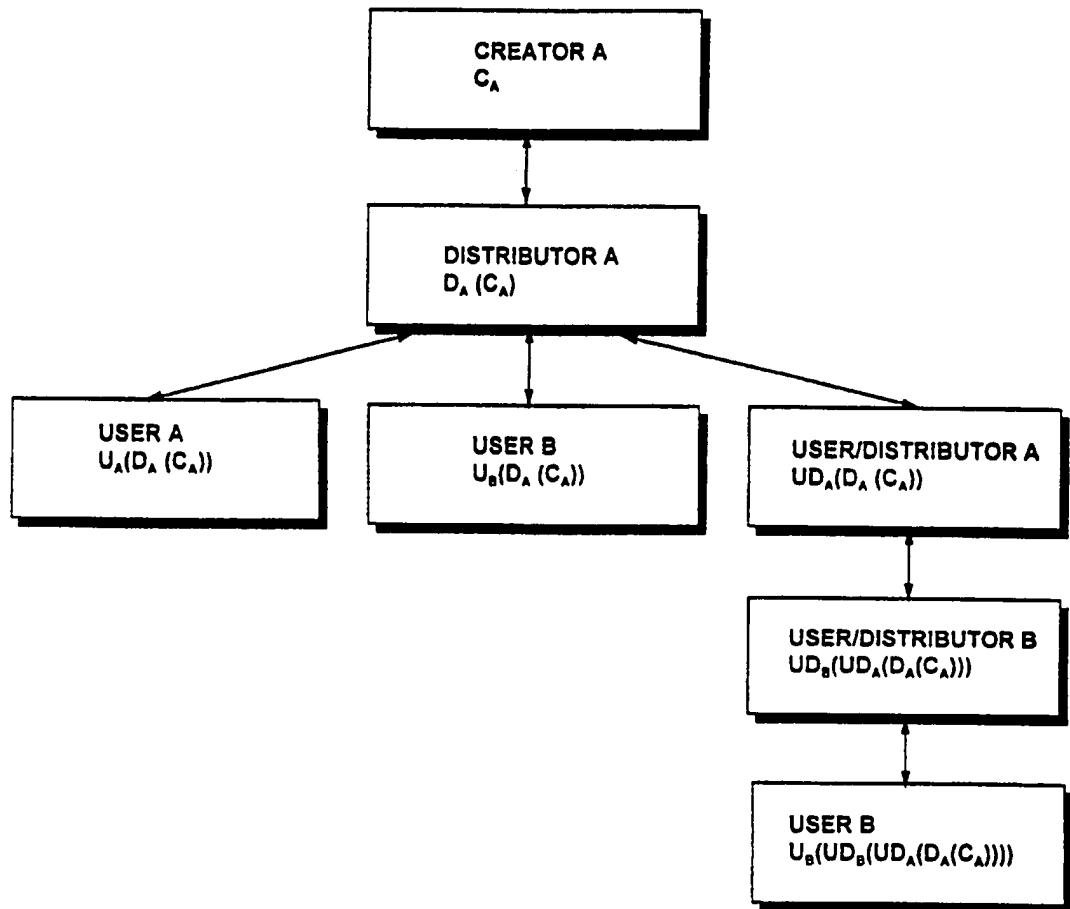 CREATOR A
C_A
DISTRIBUTOR A
D_A (C_A)
USER A
U_A(D_A (C_A))
USER B
U_B(D_A (C_A))
USER/DISTRIBUTOR A
UD_A(D_A (C_A))
USER/DISTRIBUTOR B
UD_B(UD_A(D_A(C_A)))
USER B
U_B(UD_B(UD_A(D_A(C_A))))